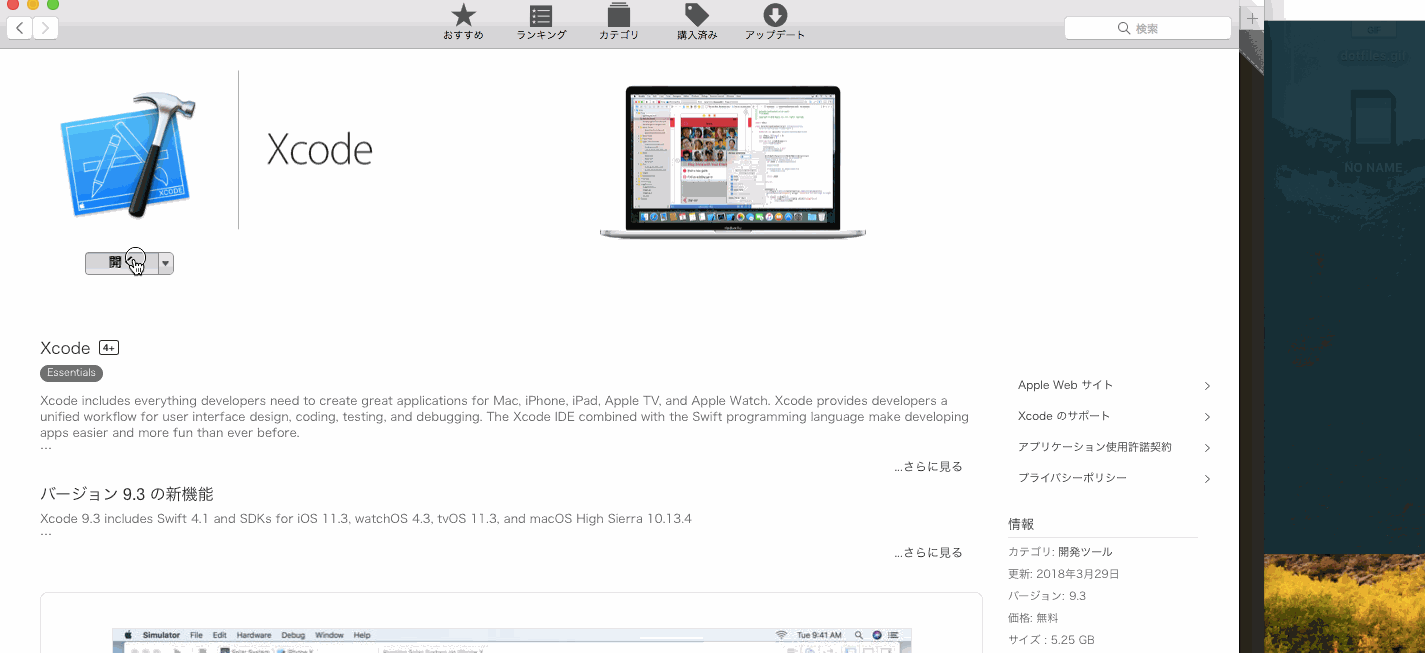 おすすめ
ランキング
カテゴリ
購入済み
アップデート
検索
Xcode
XCODE
開く
Xcode 4+
Essentials
Xcode includes everything developers need to create great applications for Mac, iPhone, iPad, Apple TV, and Apple Watch. Xcode provides developers a
unified workflow for user interface design, coding, testing, and debugging. The Xcode IDE combined with the Swift programming language make developing
apps easier and more fun than ever before.
...
...さらに見る
バージョン 9.3 の新機能
Xcode 9.3 includes Swift 4.1 and SDKs for iOS 11.3, watchOS 4.3, tvOS 11.3, and macOS High Sierra 10.13.4
...
...さらに見る
Apple Web サイト
Xcode のサポート
アプリケーション使用許諾契約
プライバシーポリシー
情報
カテゴリ: 開発ツール
更新: 2018年3月29日
バージョン: 9.3
価格: 無料
サイズ : 5.25 GB
Simulator File Edit Hardware Debug Window Help
Tue 9:41 AM
NO NAME